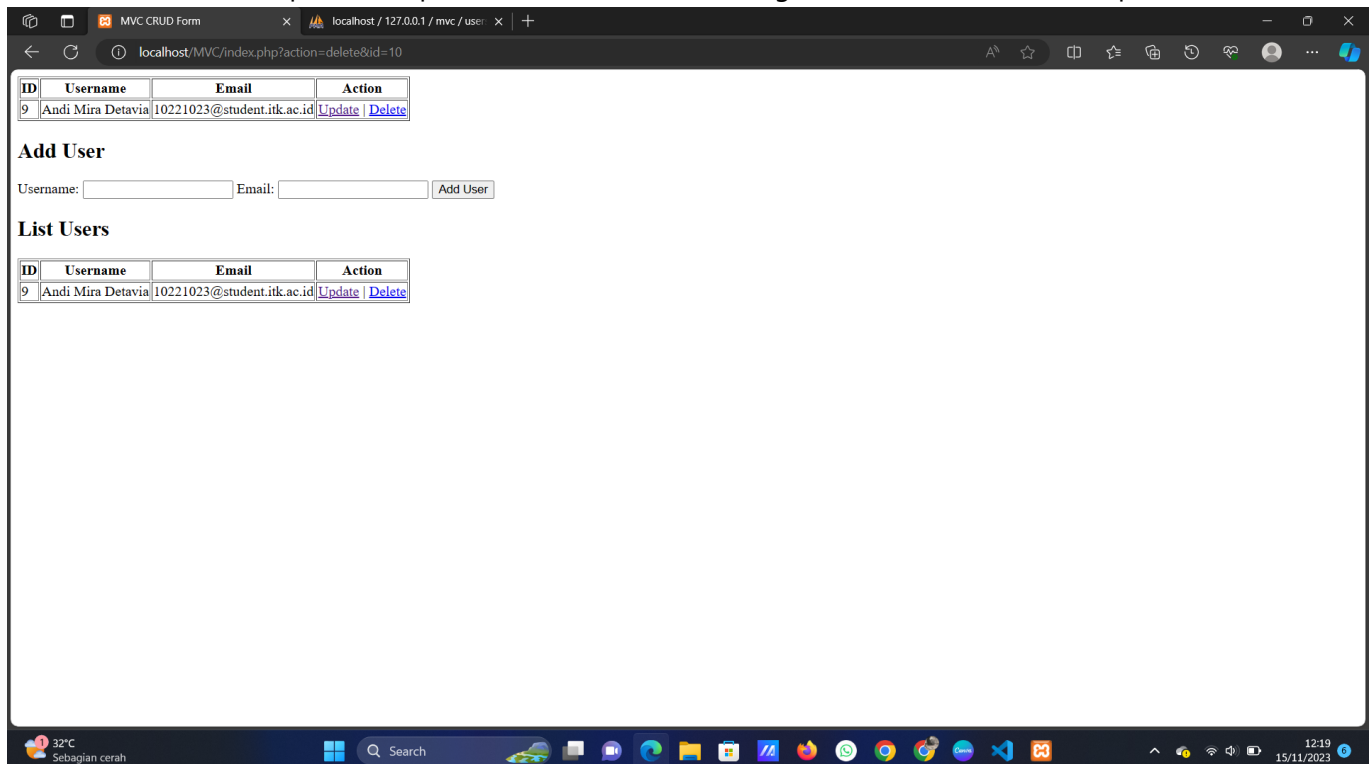 MVC CRUD Form
localhost / 127.0.0.1 / mvc / user
localhost/MVC/index.php?action=delete&id=10
ID Username Email Action
9 Andi Mira Detavia 10221023@student.itk.ac.id Update | Delete
Add User
Username: Email: Add User
List Users
ID Username Email Action
9 Andi Mira Detavia 10221023@student.itk.ac.id Update | Delete
1 32°C
Sebagian cerah
Search
12:19
15/11/2023 6